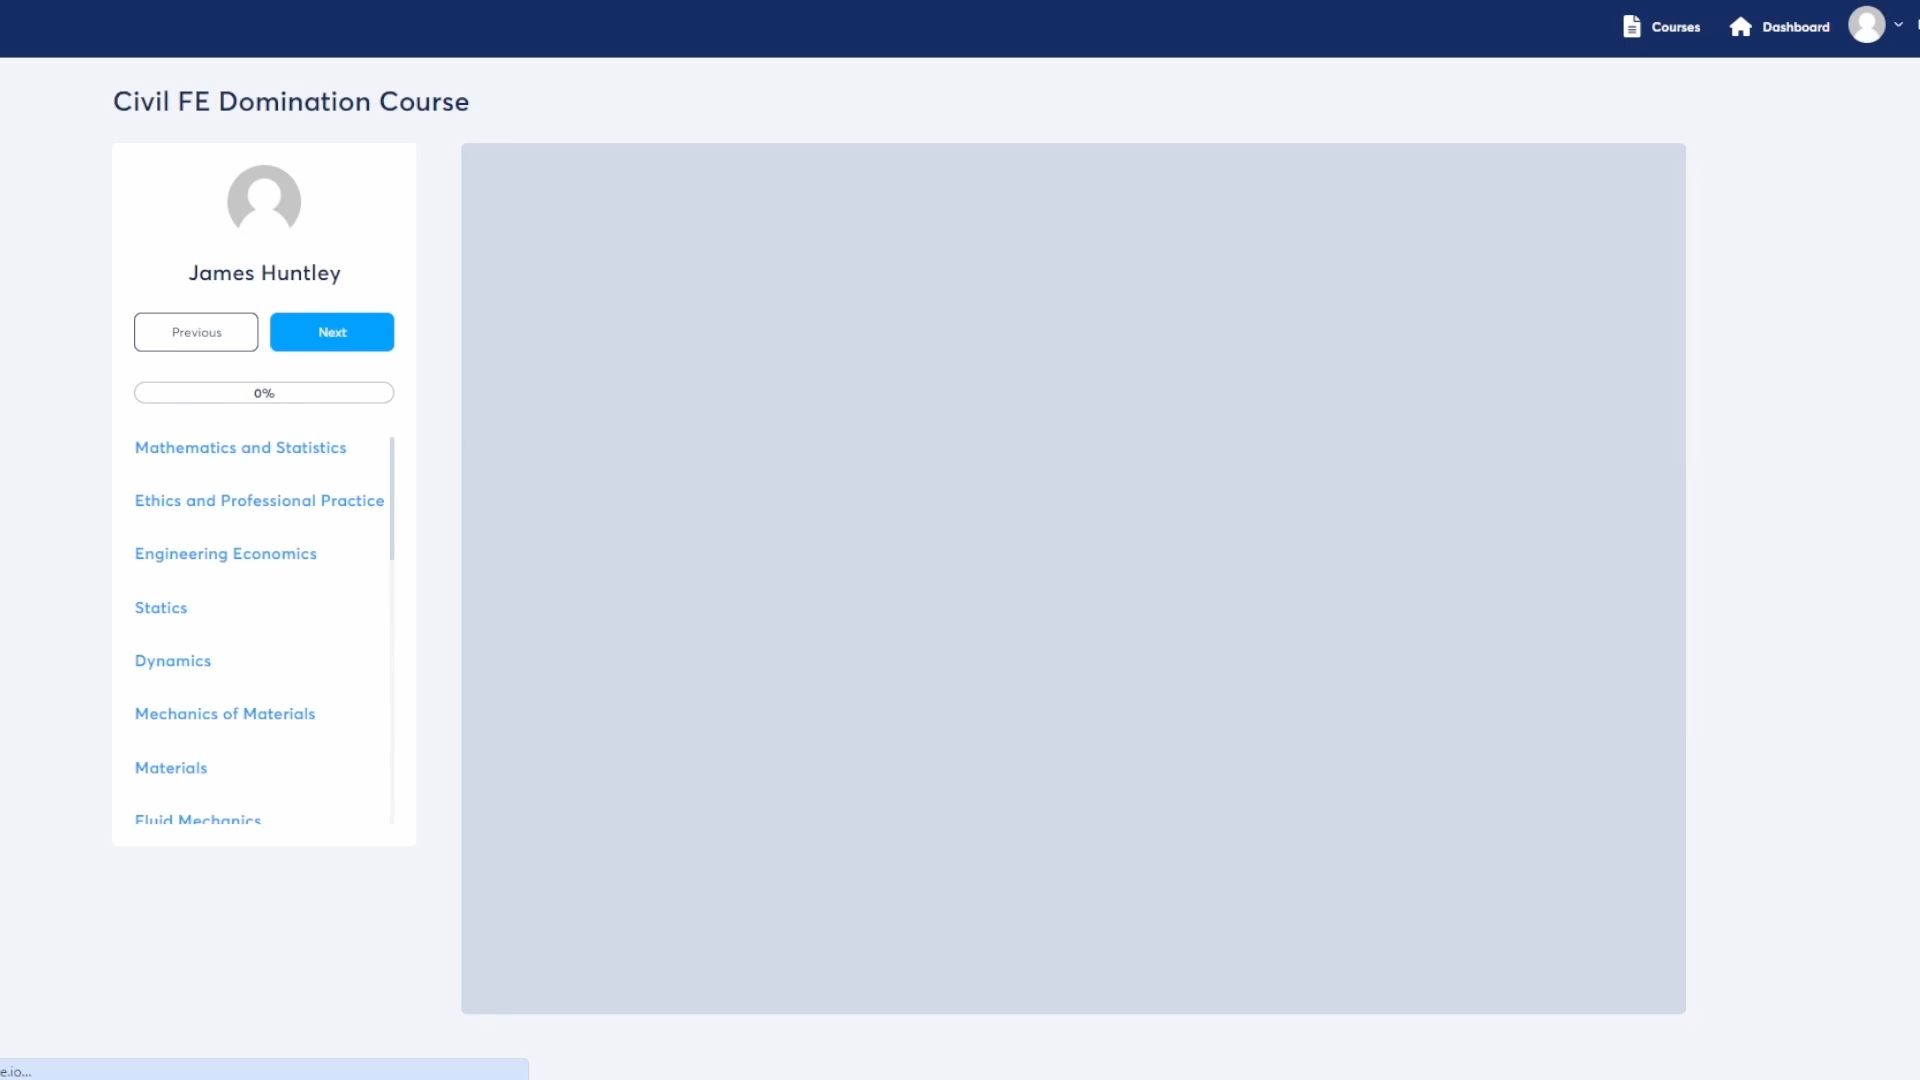 Courses
Dashboard
Civil FE Domination Course
James Huntley
Previous
Next
0%
Mathematics and Statistics
Ethics and Professional Practice
Engineering Economics
Statics
Dynamics
Mechanics of Materials
Materials
Fluid Mechanics
e.io...